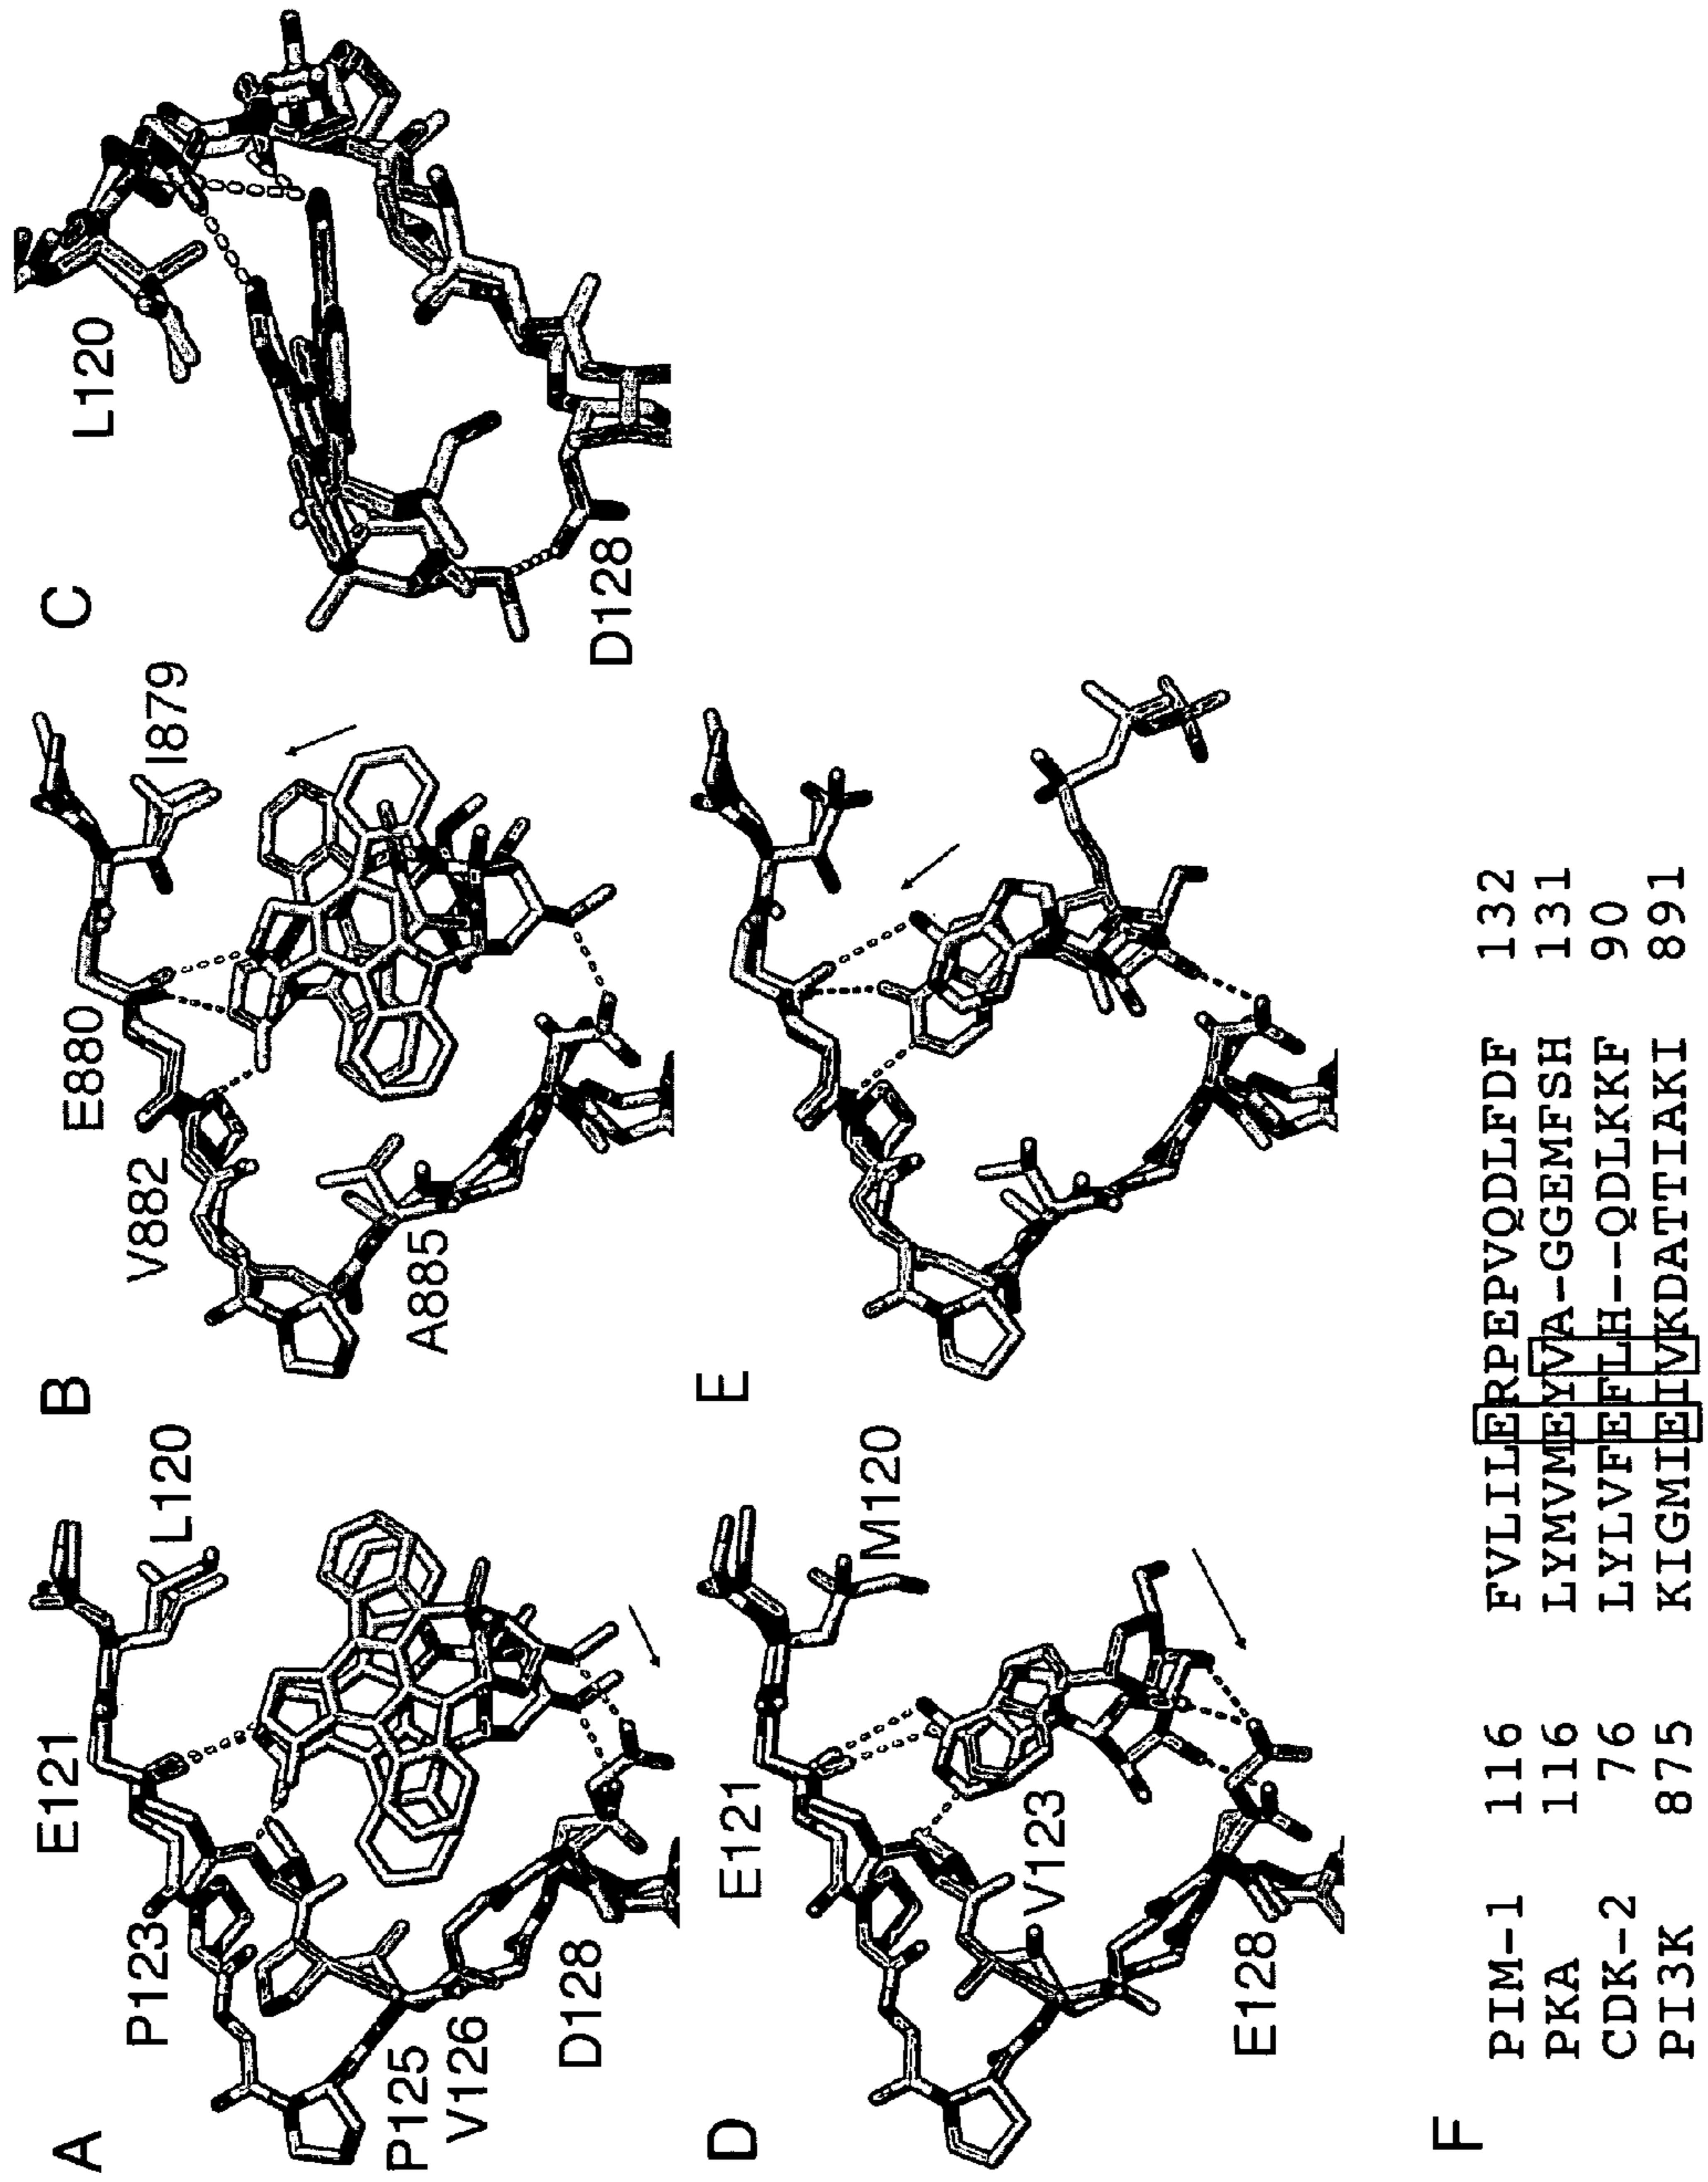 A
E121
L120
P123
P125
V126
D128
B
E880
I879
V882
A885
C
L120
D128
D
E121
M120
V123
E128
E
F
PIM-1 116 FVLILERPEPVQDLFDF 132
PKA 116 LYMVMEYVA-GGEMFSH 131
CDK-2 76 LYLVFEFLH--QDLKKF 90
PI3K 875 KIGMIEIVKDATTIAKI 891